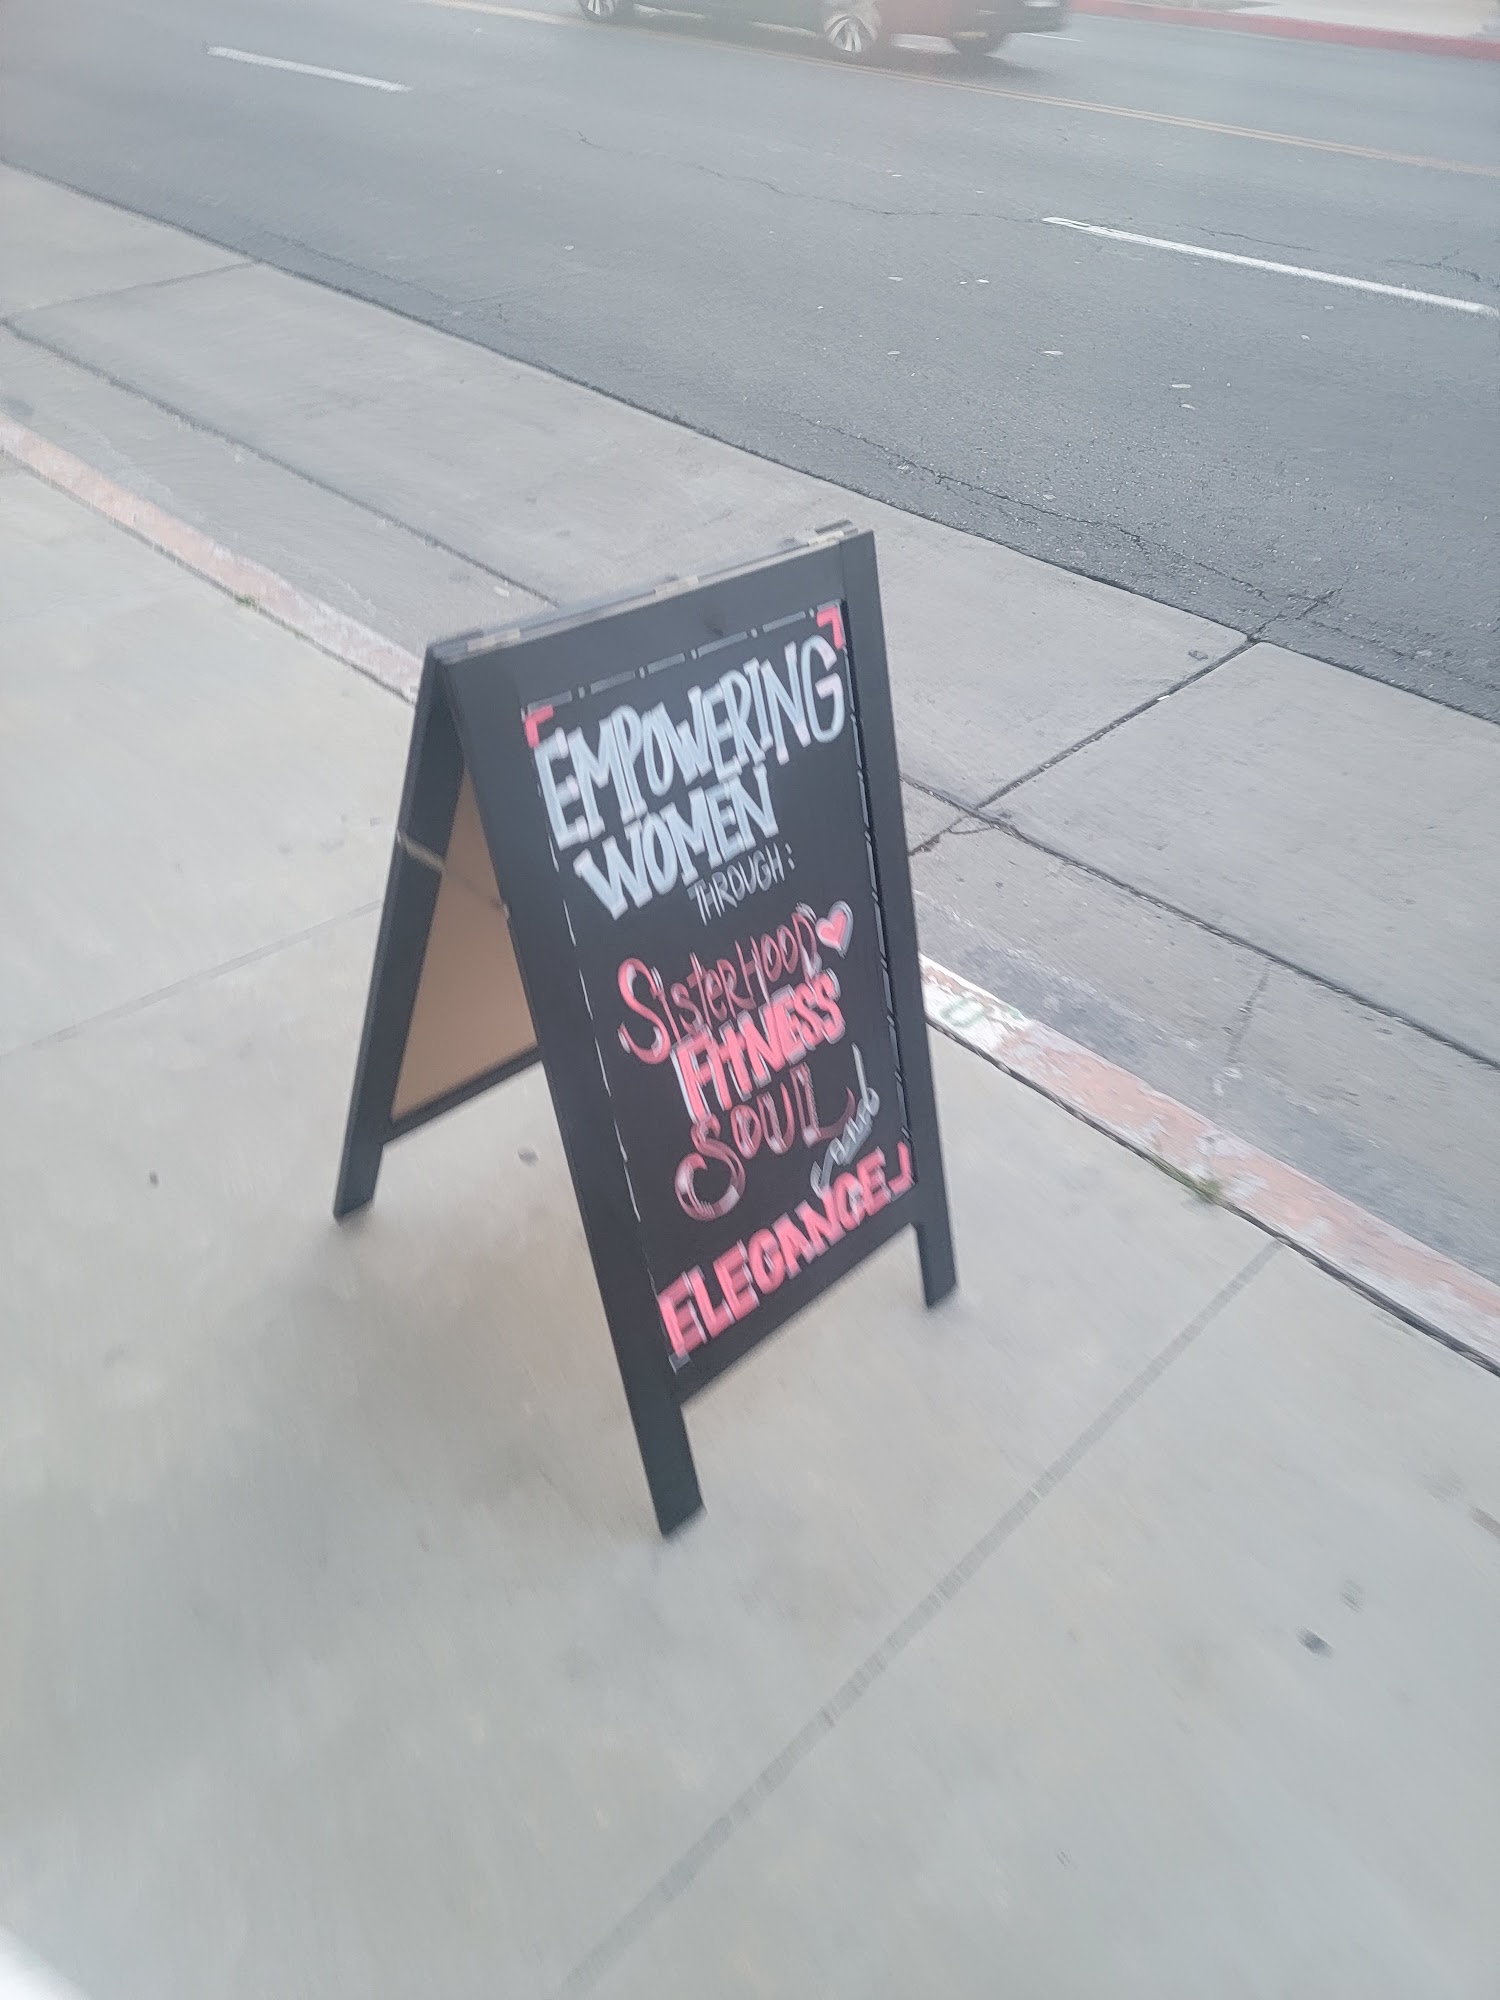 EMPOWERING
WOMEN
THROUGH:
SISTERHOOD
FITNESS
SOUL
ELEGANCE